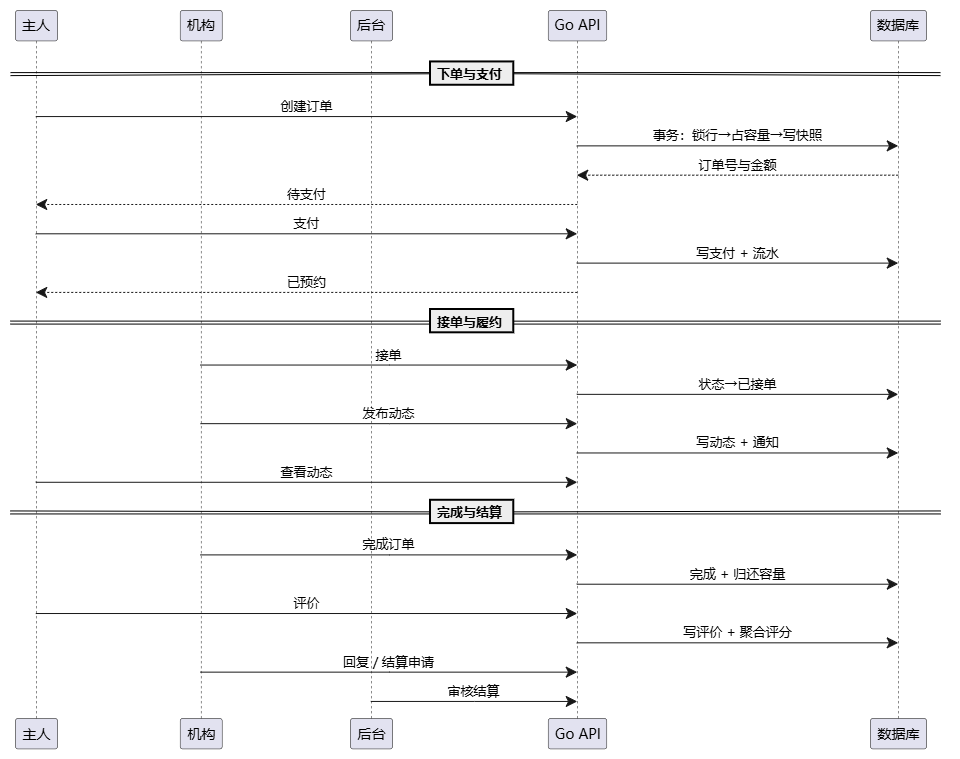 主人 机构 后台 Go API 数据库
下单与支付
创建订单
事务：锁行→占容量→写快照
订单号与金额
待支付
支付
写支付 + 流水
已预约
接单与履约
接单
状态→已接单
发布动态
写动态 + 通知
查看动态
完成与结算
完成订单
完成 + 归还容量
评价
写评价 + 聚合评分
回复 / 结算申请
审核结算
主人 机构 后台 Go API 数据库